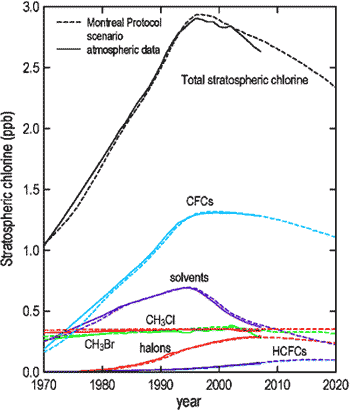 3.0
Montreal Protocol
scenario
atmospheric data
2.5
Total stratospheric chlorine
2.0
Stratospheric chlorine (ppb)
1.5
CFCs
1.0
solvents
0.5
CH3Cl
CH3Br
halons
HCFCs
0.0
1970 1980 1990 2000 2010 2020
year